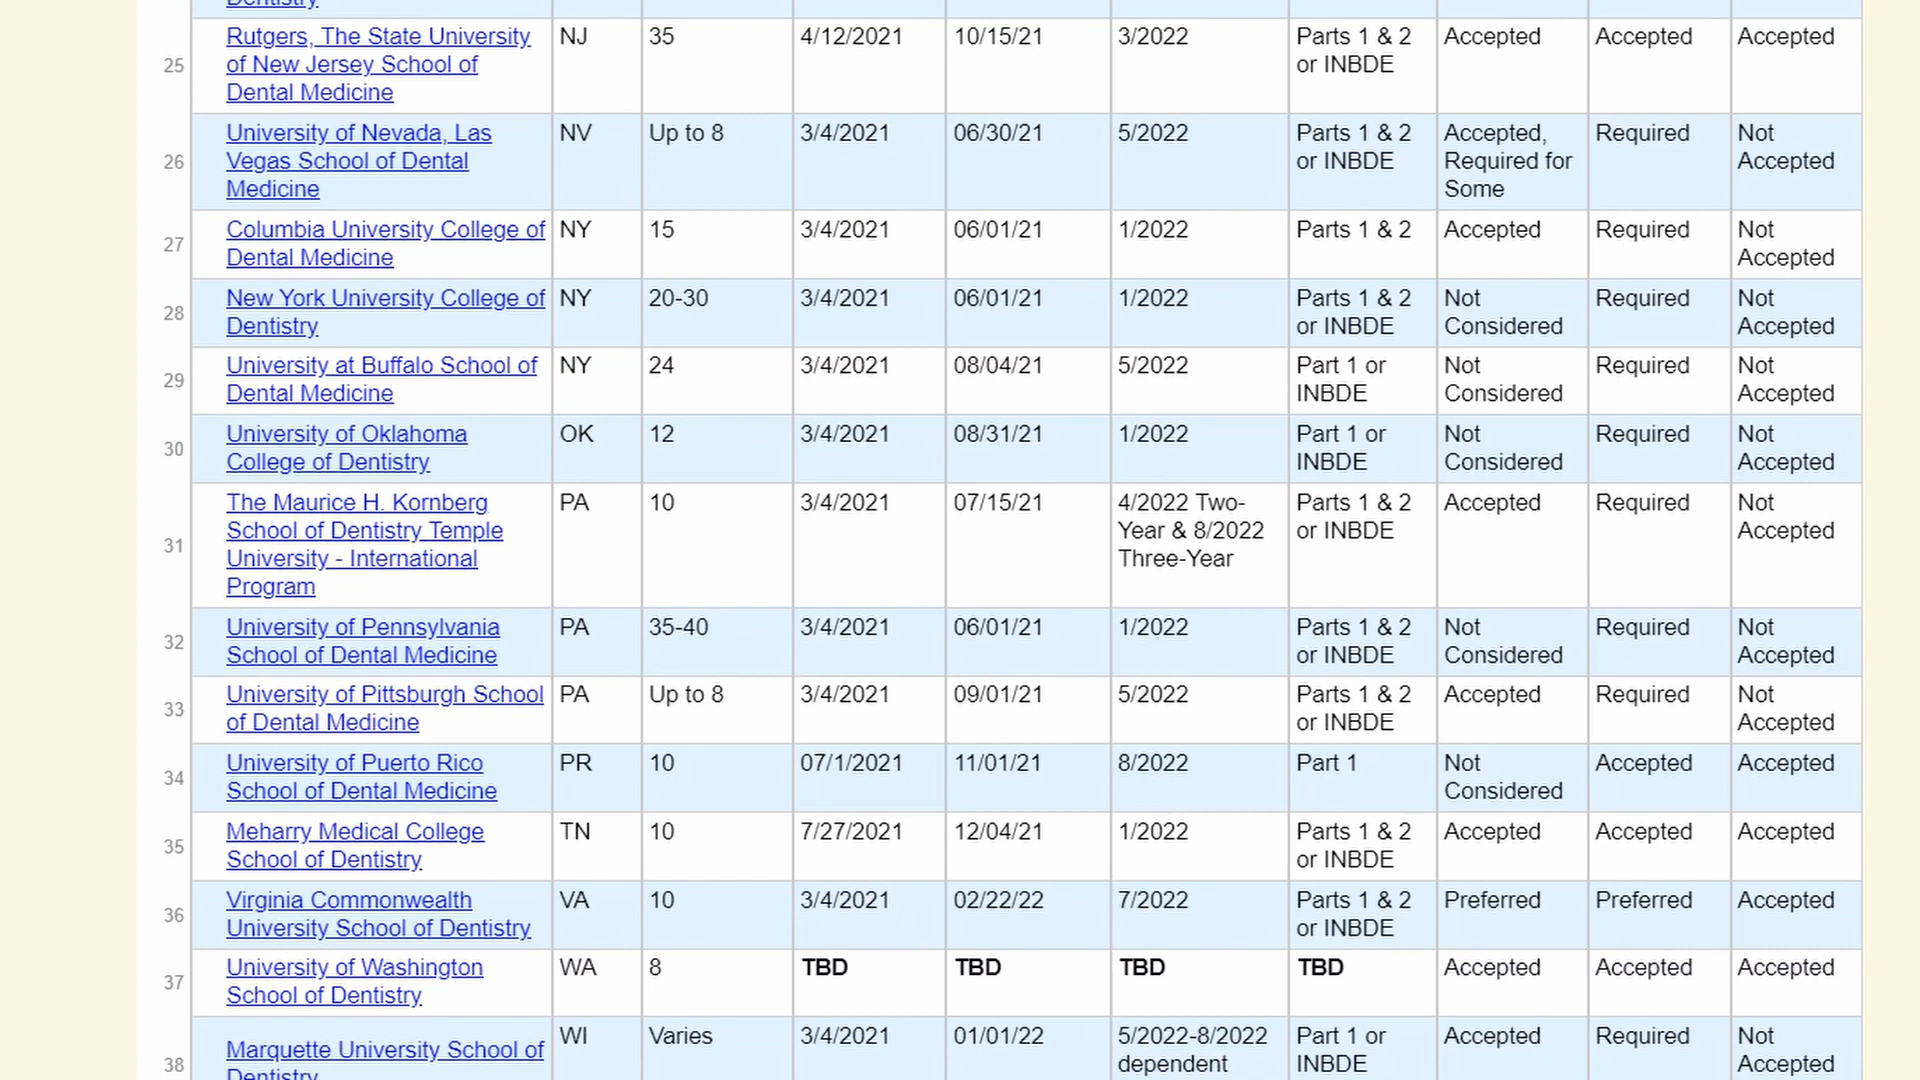 Dentistry
25 Rutgers, The State University of New Jersey School of Dental Medicine NJ 35 4/12/2021 10/15/21 3/2022 Parts 1 & 2 or INBDE Accepted Accepted Accepted
26 University of Nevada, Las Vegas School of Dental Medicine NV Up to 8 3/4/2021 06/30/21 5/2022 Parts 1 & 2 or INBDE Accepted, Required for Some Required Not Accepted
27 Columbia University College of Dental Medicine NY 15 3/4/2021 06/01/21 1/2022 Parts 1 & 2 Accepted Required Not Accepted
28 New York University College of Dentistry NY 20-30 3/4/2021 06/01/21 1/2022 Parts 1 & 2 or INBDE Not Considered Required Not Accepted
29 University at Buffalo School of Dental Medicine NY 24 3/4/2021 08/04/21 5/2022 Part 1 or INBDE Not Considered Required Not Accepted
30 University of Oklahoma College of Dentistry OK 12 3/4/2021 08/31/21 1/2022 Part 1 or INBDE Not Considered Required Not Accepted
31 The Maurice H. Kornberg School of Dentistry Temple University - International Program PA 10 3/4/2021 07/15/21 4/2022 Two-Year & 8/2022 Three-Year Parts 1 & 2 or INBDE Accepted Required Not Accepted
32 University of Pennsylvania School of Dental Medicine PA 35-40 3/4/2021 06/01/21 1/2022 Parts 1 & 2 or INBDE Not Considered Required Not Accepted
33 University of Pittsburgh School of Dental Medicine PA Up to 8 3/4/2021 09/01/21 5/2022 Parts 1 & 2 or INBDE Accepted Required Not Accepted
34 University of Puerto Rico School of Dental Medicine PR 10 07/1/2021 11/01/21 8/2022 Part 1 Not Considered Accepted Accepted
35 Meharry Medical College School of Dentistry TN 10 7/27/2021 12/04/21 1/2022 Parts 1 & 2 or INBDE Accepted Accepted Accepted
36 Virginia Commonwealth University School of Dentistry VA 10 3/4/2021 02/22/22 7/2022 Parts 1 & 2 or INBDE Preferred Preferred Accepted
37 University of Washington School of Dentistry WA 8 TBD TBD TBD TBD Accepted Accepted Accepted
38 Marquette University School of Dentistry WI Varies 3/4/2021 01/01/22 5/2022-8/2022 dependent Part 1 or INBDE Accepted Required Not Accepted